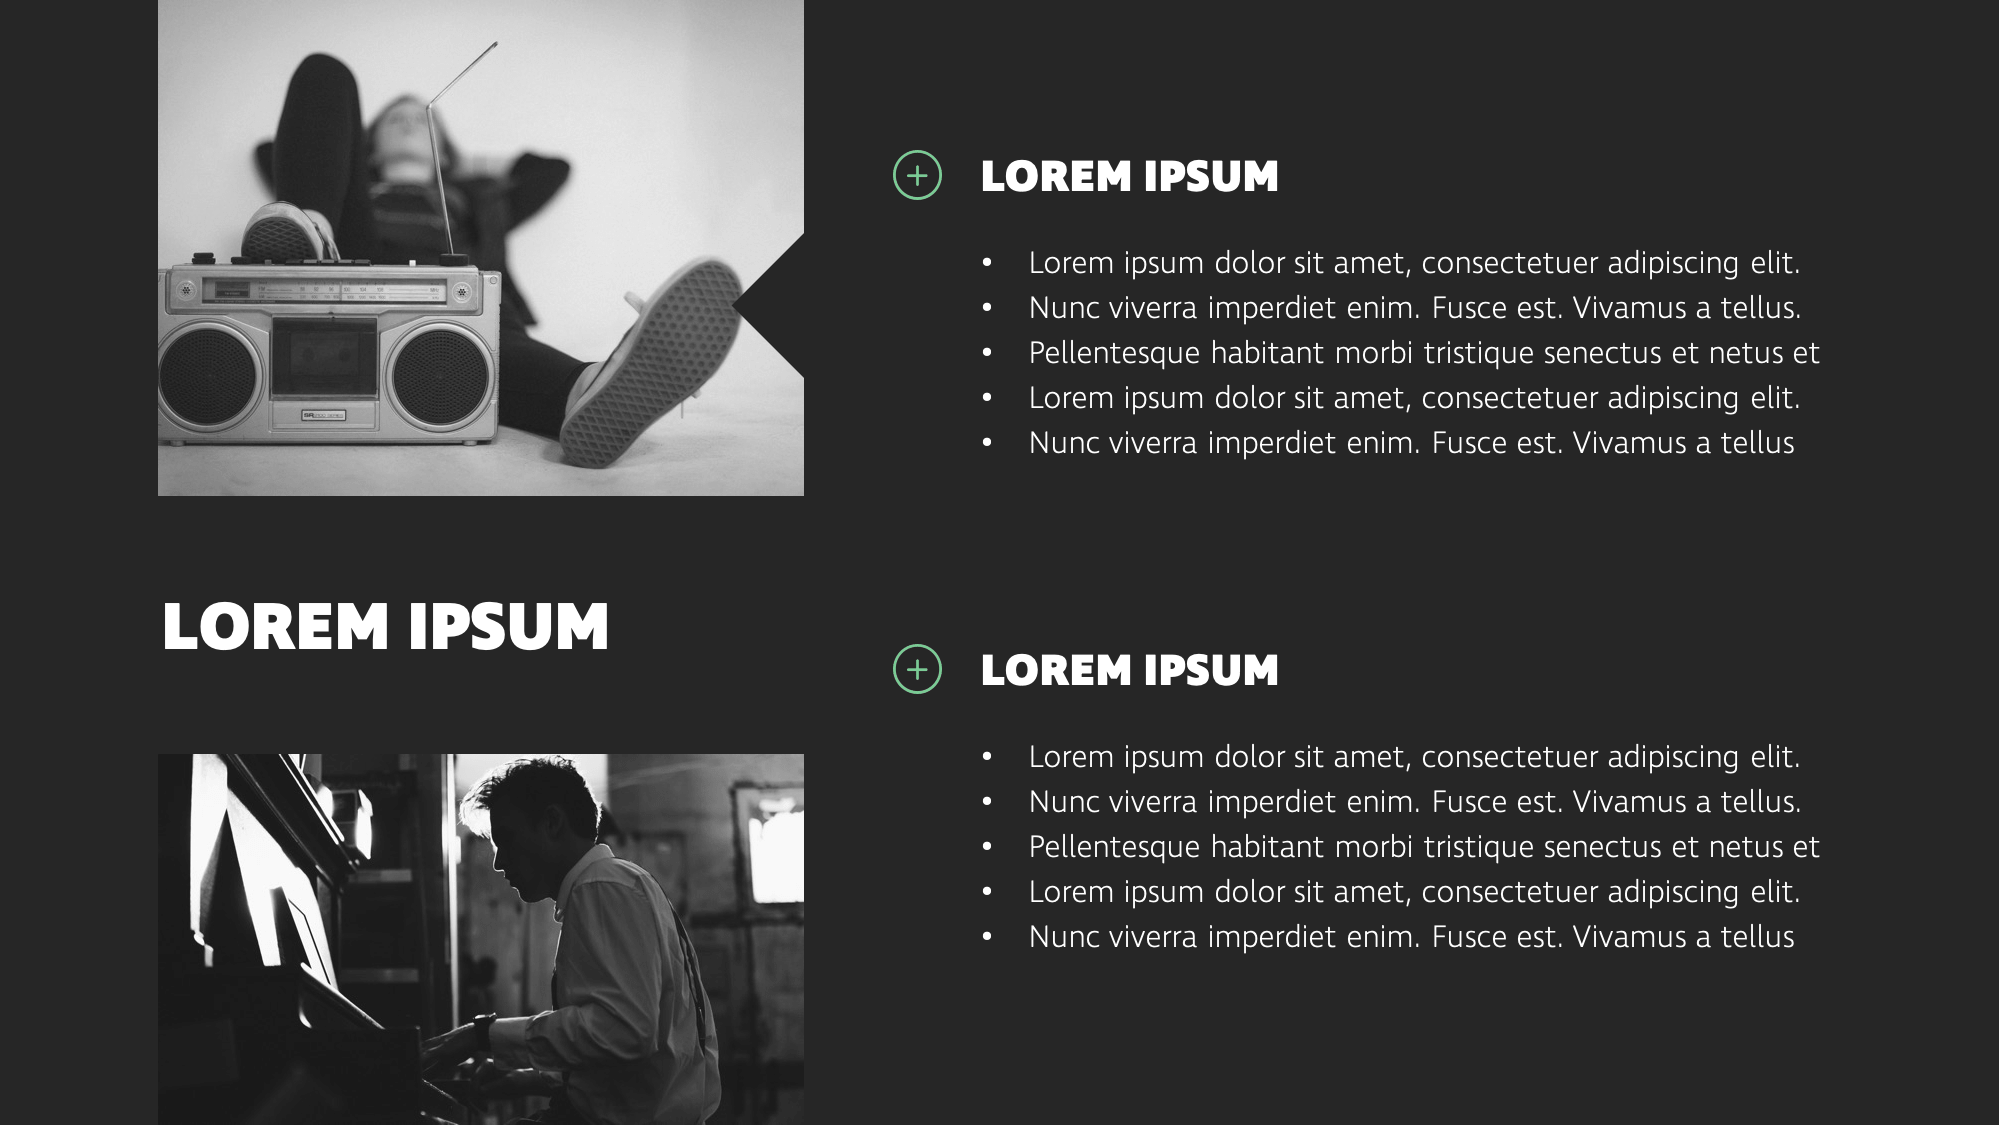 LOREM IPSUM
• Lorem ipsum dolor sit amet, consectetuer adipiscing elit.
• Nunc viverra imperdiet enim. Fusce est. Vivamus a tellus.
• Pellentesque habitant morbi tristique senectus et netus et
• Lorem ipsum dolor sit amet, consectetuer adipiscing elit.
• Nunc viverra imperdiet enim. Fusce est. Vivamus a tellus
LOREM IPSUM
LOREM IPSUM
• Lorem ipsum dolor sit amet, consectetuer adipiscing elit.
• Nunc viverra imperdiet enim. Fusce est. Vivamus a tellus.
• Pellentesque habitant morbi tristique senectus et netus et
• Lorem ipsum dolor sit amet, consectetuer adipiscing elit.
• Nunc viverra imperdiet enim. Fusce est. Vivamus a tellus